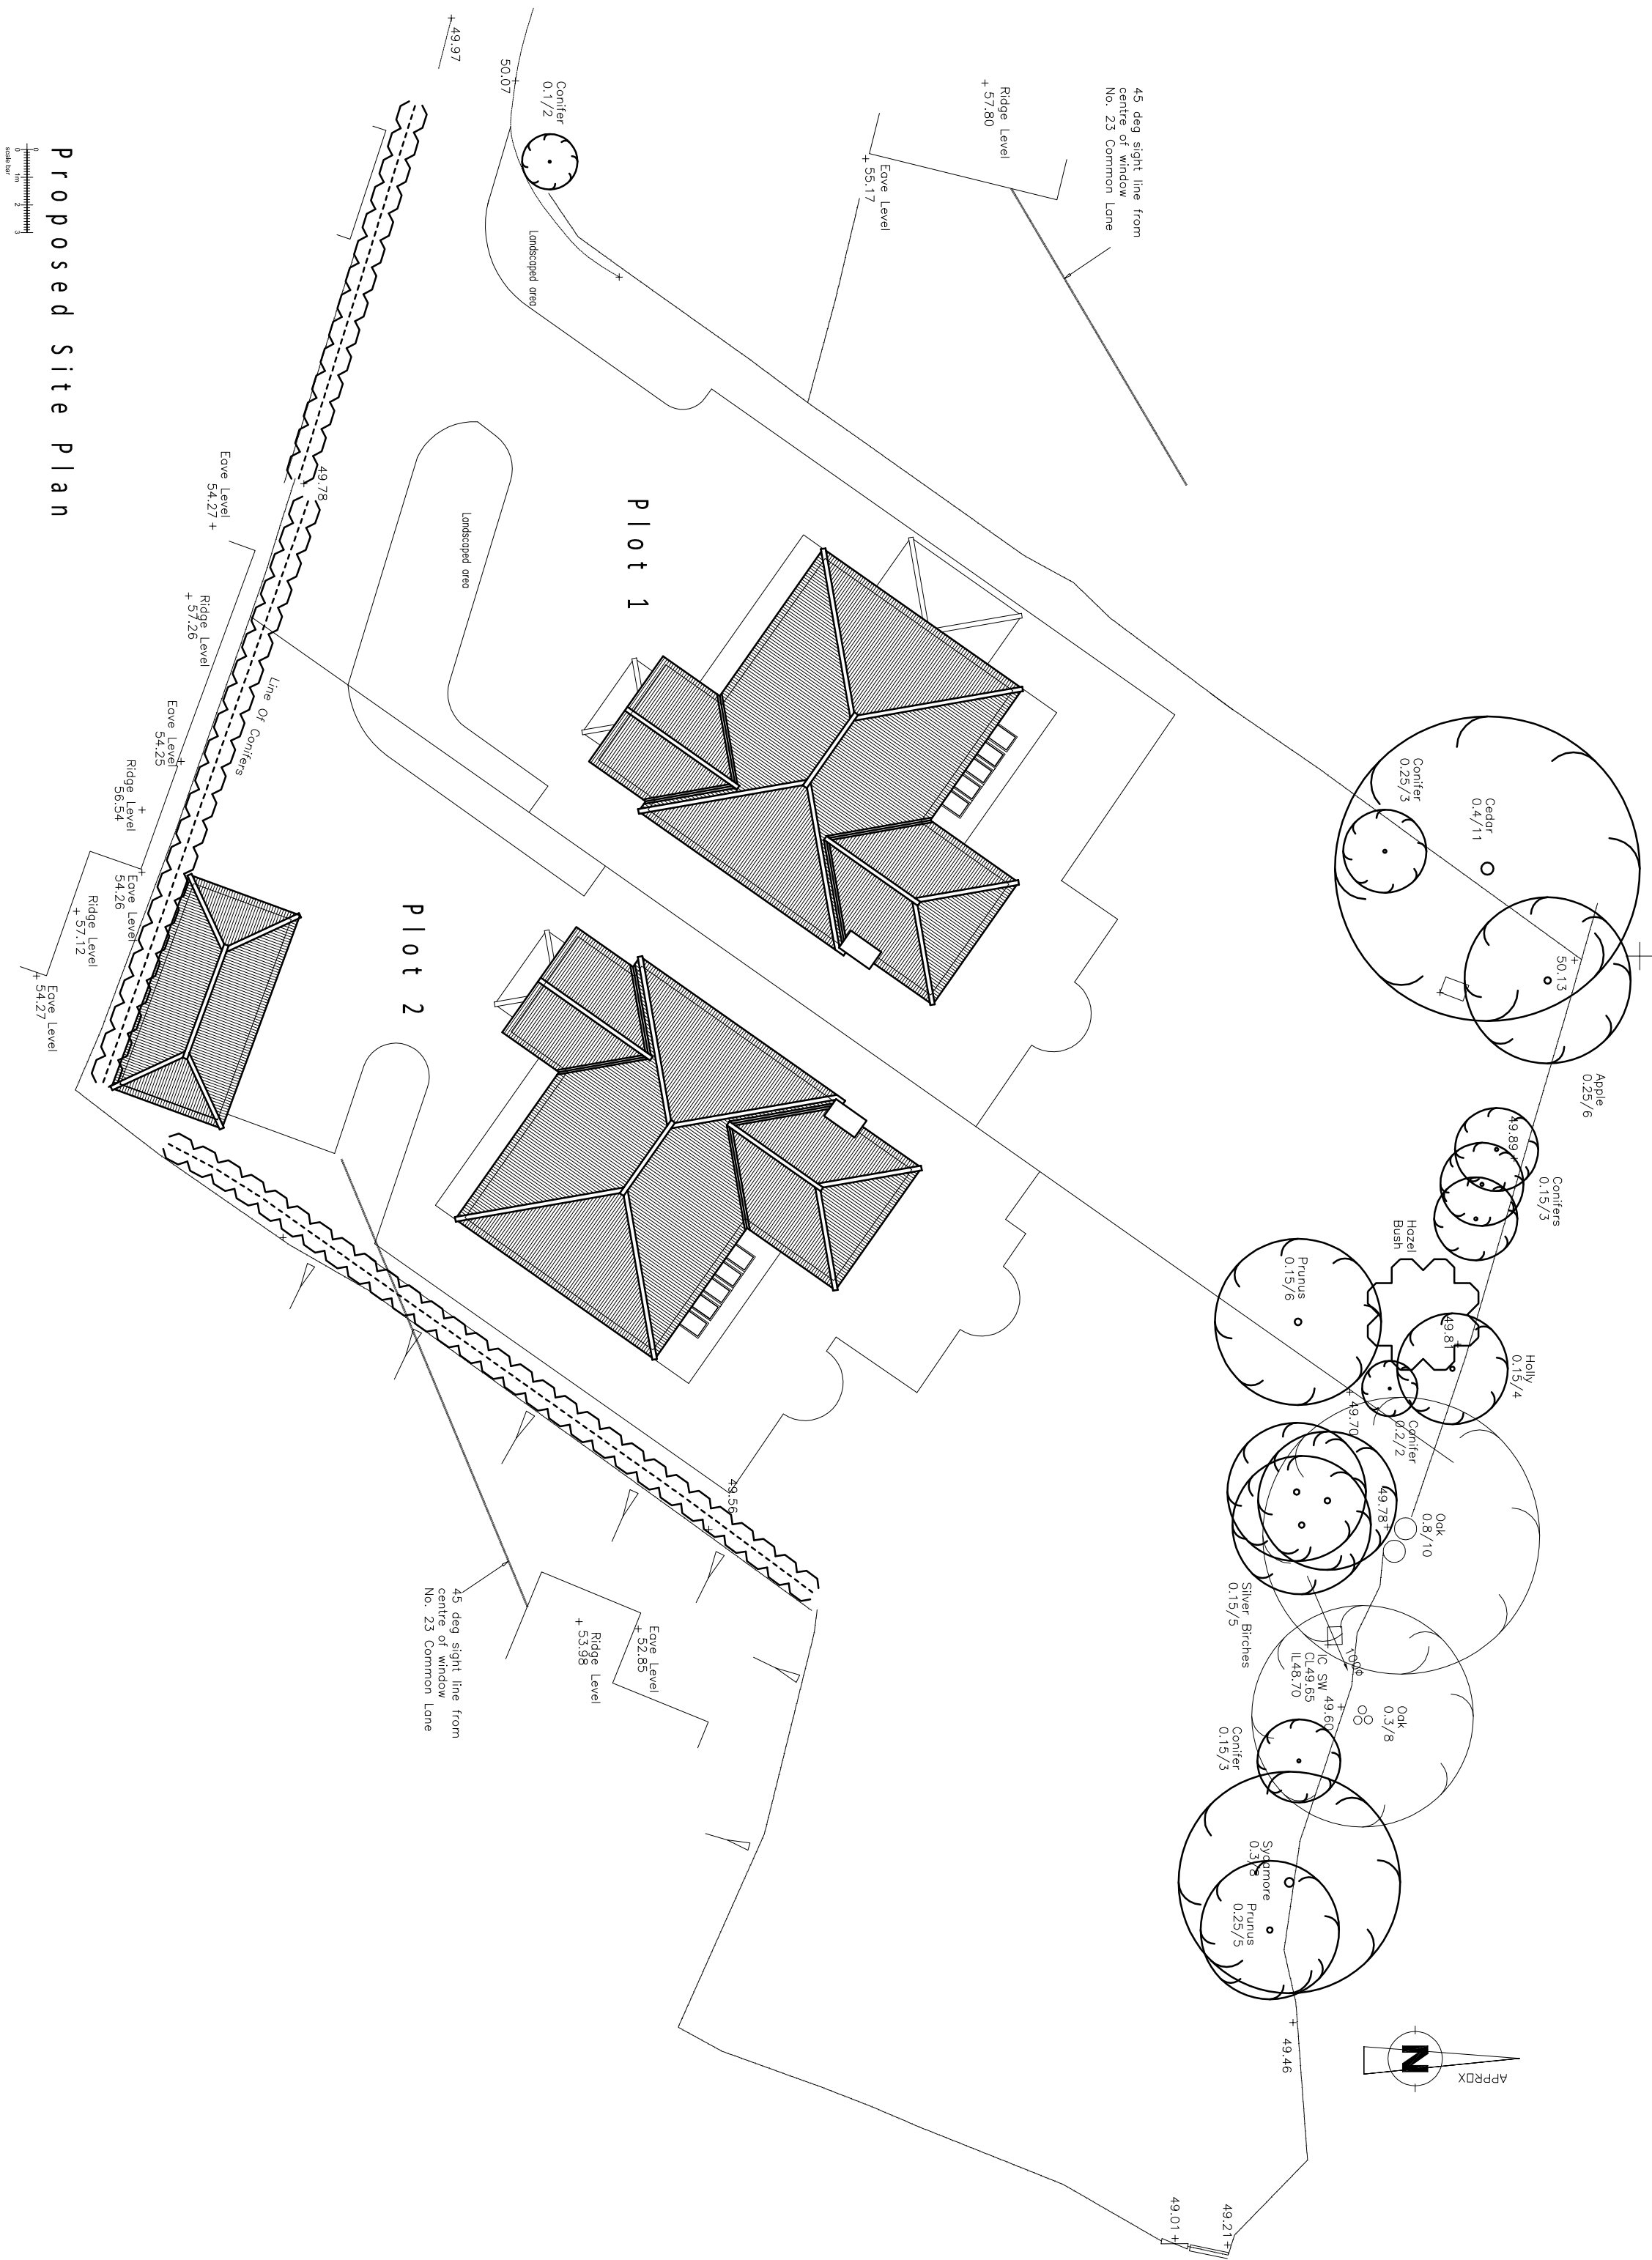 Proposed Site Plan
0
0
1m
2
3
scale bar
+ 49.97
50.07
Conifer
0.1/2
Landscaped area
Ridge Level
+ 57.80
Eave Level
+ 55.17
45 deg sight line from
centre of window
No. 23 Common Lane
49.78
Eave Level
54.27 +
Ridge Level
+ 57.26
Eave Level
54.25
Ridge Level
56.54
Eave Level
54.26
Ridge Level
+ 57.12
Eave Level
54.27
Line Of Conifers
Landscaped area
Plot 1
Plot 2
Conifer
0.25/3
Cedar
0.4/11
50.13
Apple
0.25/6
49.89
Conifers
0.15/3
Hazel
Bush
Prunus
0.15/6
49.81
Holly
0.15/4
49.70
Conifer
0.2/2
49.78
Oak
0.8/10
Silver Birches
0.15/5
100Ø
IC SW
CL49.65
IL48.70
49.60
Oak
0.3/8
Conifer
0.15/3
Sycamore
0.3/8
Prunus
0.25/5
49.56
45 deg sight line from
centre of window
No. 23 Common Lane
Eave Level
+ 52.85
Ridge Level
+ 53.98
49.46
N
APPROX
49.01
49.21